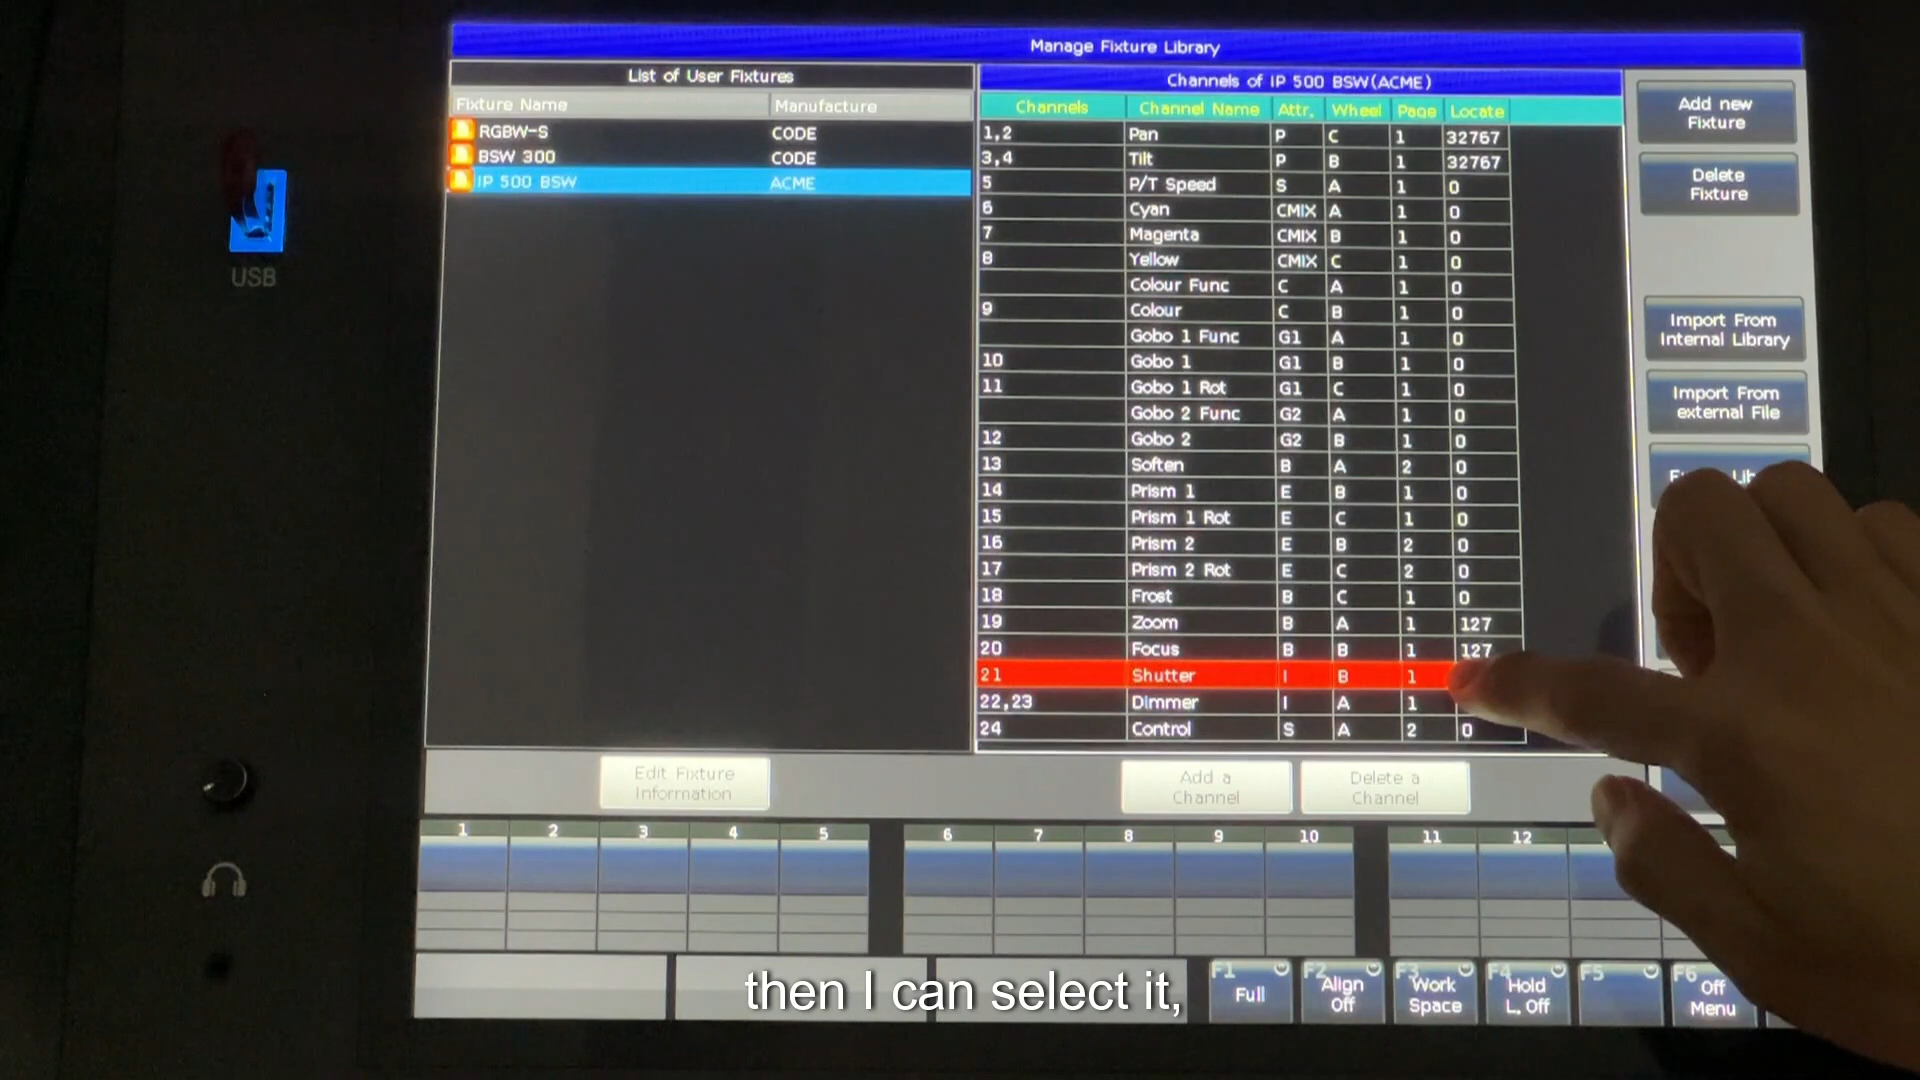 Manage Fixture Library
List of User Fixtures
Fixture Name Manufacture
RGBW-S CODE
BSW 300 CODE
IP 500 BSW ACME
Channels of IP 500 BSW(ACME)
Channels Channel Name Attr. Wheel Page Locate
1,2 Pan P C 1 32767
3,4 Tilt P B 1 32767
5 P/T Speed S A 1 0
6 Cyan CMIX A 1 0
7 Magenta CMIX B 1 0
8 Yellow CMIX C 1 0
Colour Func C A 1 0
9 Colour C B 1 0
Gobo 1 Func G1 A 1 0
10 Gobo 1 G1 B 1 0
11 Gobo 1 Rot G1 C 1 0
Gobo 2 Func G2 A 1 0
12 Gobo 2 G2 B 1 0
13 Soften B A 2 0
14 Prism 1 E B 1 0
15 Prism 1 Rot E C 1 0
16 Prism 2 E B 2 0
17 Prism 2 Rot E C 2 0
18 Frost B C 1 0
19 Zoom B A 1 127
20 Focus B B 1 127
21 Shutter I B 1
22,23 Dimmer I A 1
24 Control S A 2 0
Add new
Fixture
Delete
Fixture
Import From
Internal Library
Import From
external File
USB
Edit Fixture
Information
Add a
Channel
Delete a
Channel
1 2 3 4 5 6 7 8 9 10 11 12
F1 Full
F2 Align
Off
F3 Work
Space
F4 Hold
L. Off
F5
F6 Off
Menu
then I can select it,